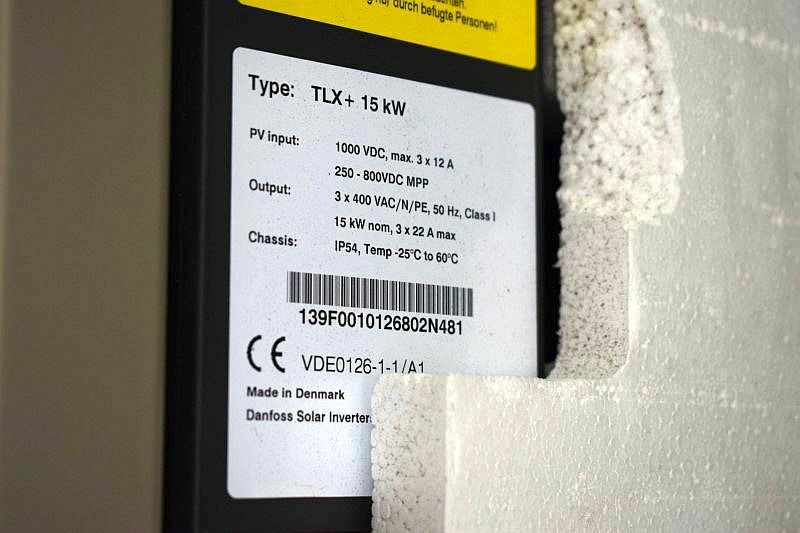 nur durch befugte Personen!
Type: TLX+ 15 kW
PV input: 1000 VDC, max. 3 x 12 A
250 - 800VDC MPP
Output: 3 x 400 VAC/N/PE, 50 Hz, Class I
15 kW nom, 3 x 22 A max
Chassis: IP54, Temp -25°C to 60°C
139F0010126802N481
CE VDE0126-1-1/A1
Made in Denmark
Danfoss Solar Inverter